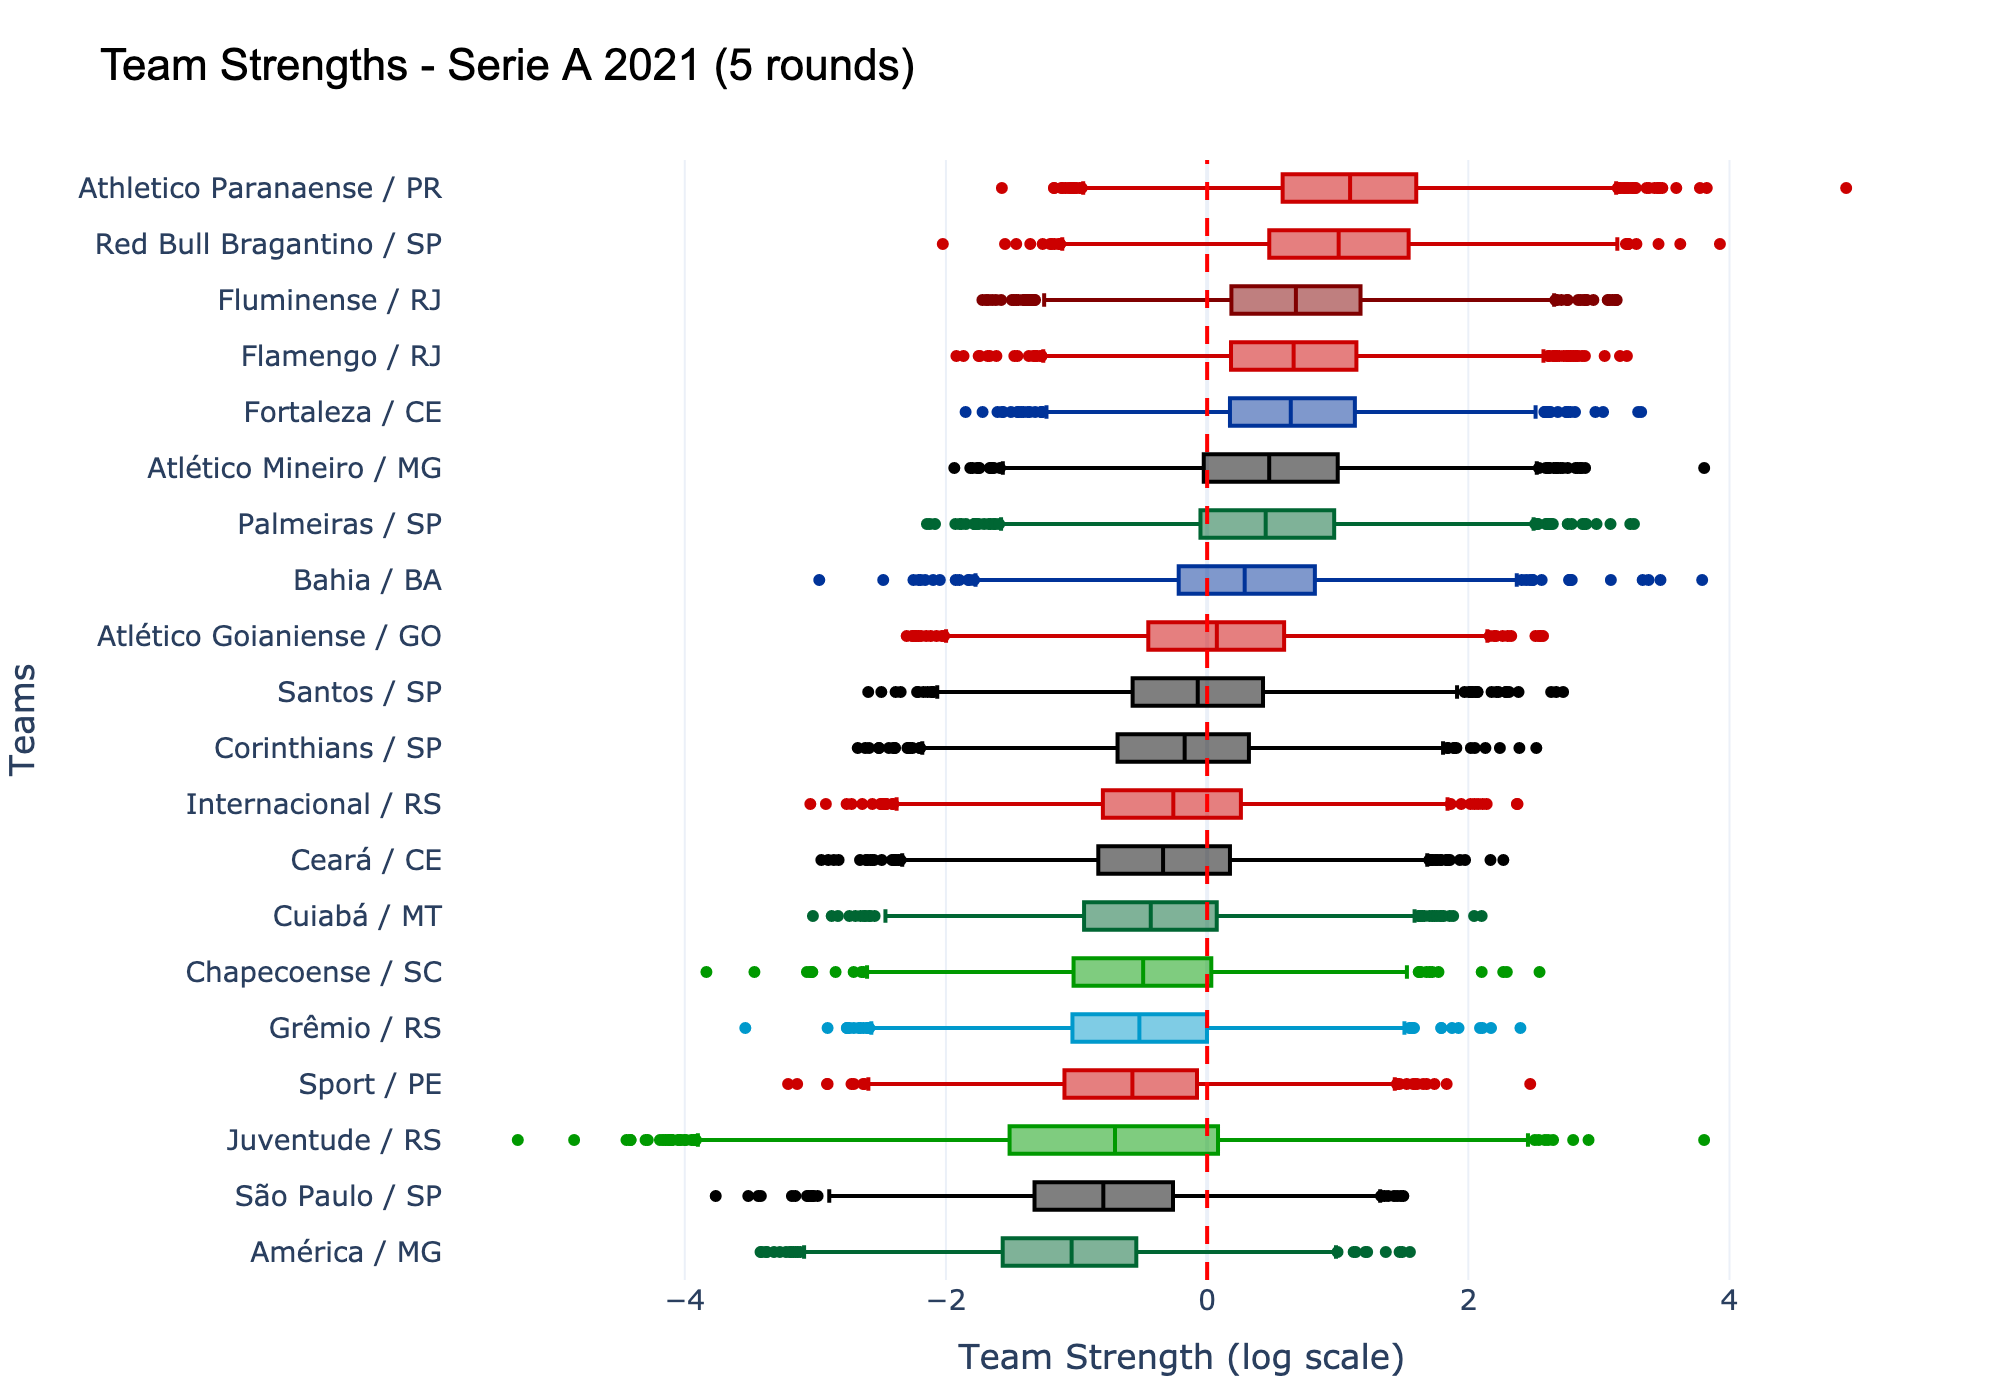 Team Strengths - Serie A 2021 (5 rounds)
Athletico Paranaense / PR
Red Bull Bragantino / SP
Fluminense / RJ
Flamengo / RJ
Fortaleza / CE
Atlético Mineiro / MG
Palmeiras / SP
Bahia / BA
Atlético Goianiense / GO
Santos / SP
Corinthians / SP
Internacional / RS
Ceará / CE
Cuiabá / MT
Chapecoense / SC
Grêmio / RS
Sport / PE
Juventude / RS
São Paulo / SP
América / MG
Teams
−4 −2 0 2 4
Team Strength (log scale)